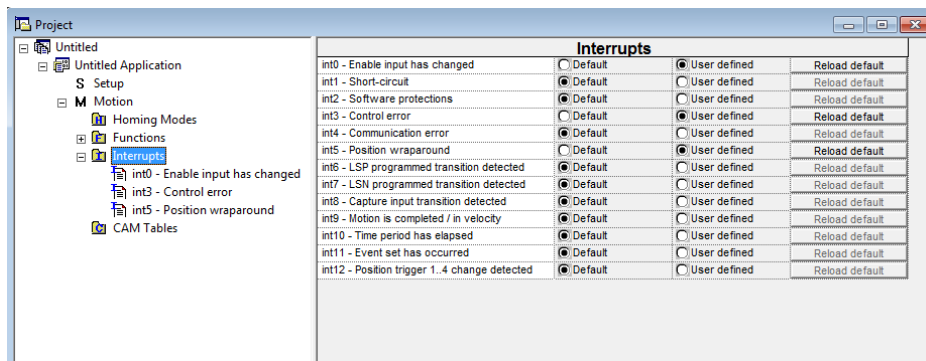 Project
Untitled
Untitled Application
S Setup
M Motion
H Homing Modes
F Functions
I Interrupts
int0 - Enable input has changed
int3 - Control error
int5 - Position wraparound
C CAM Tables
Interrupts
int0 - Enable input has changed Default User defined Reload default
int1 - Short-circuit Default User defined Reload default
int2 - Software protections Default User defined Reload default
int3 - Control error Default User defined Reload default
int4 - Communication error Default User defined Reload default
int5 - Position wraparound Default User defined Reload default
int6 - LSP programmed transition detected Default User defined Reload default
int7 - LSN programmed transition detected Default User defined Reload default
int8 - Capture input transition detected Default User defined Reload default
int9 - Motion is completed / in velocity Default User defined Reload default
int10 - Time period has elapsed Default User defined Reload default
int11 - Event set has occurred Default User defined Reload default
int12 - Position trigger 1..4 change detected Default User defined Reload default